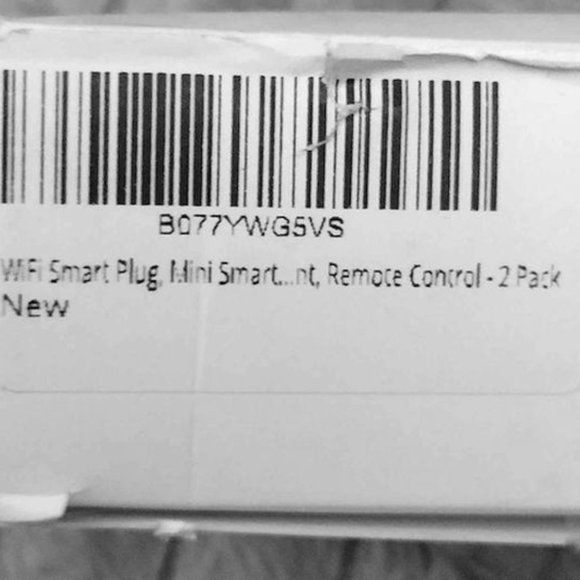 B077YWG5VS
WiFi Smart Plug, Mini Smart...nt, Remote Control - 2 Pack
New